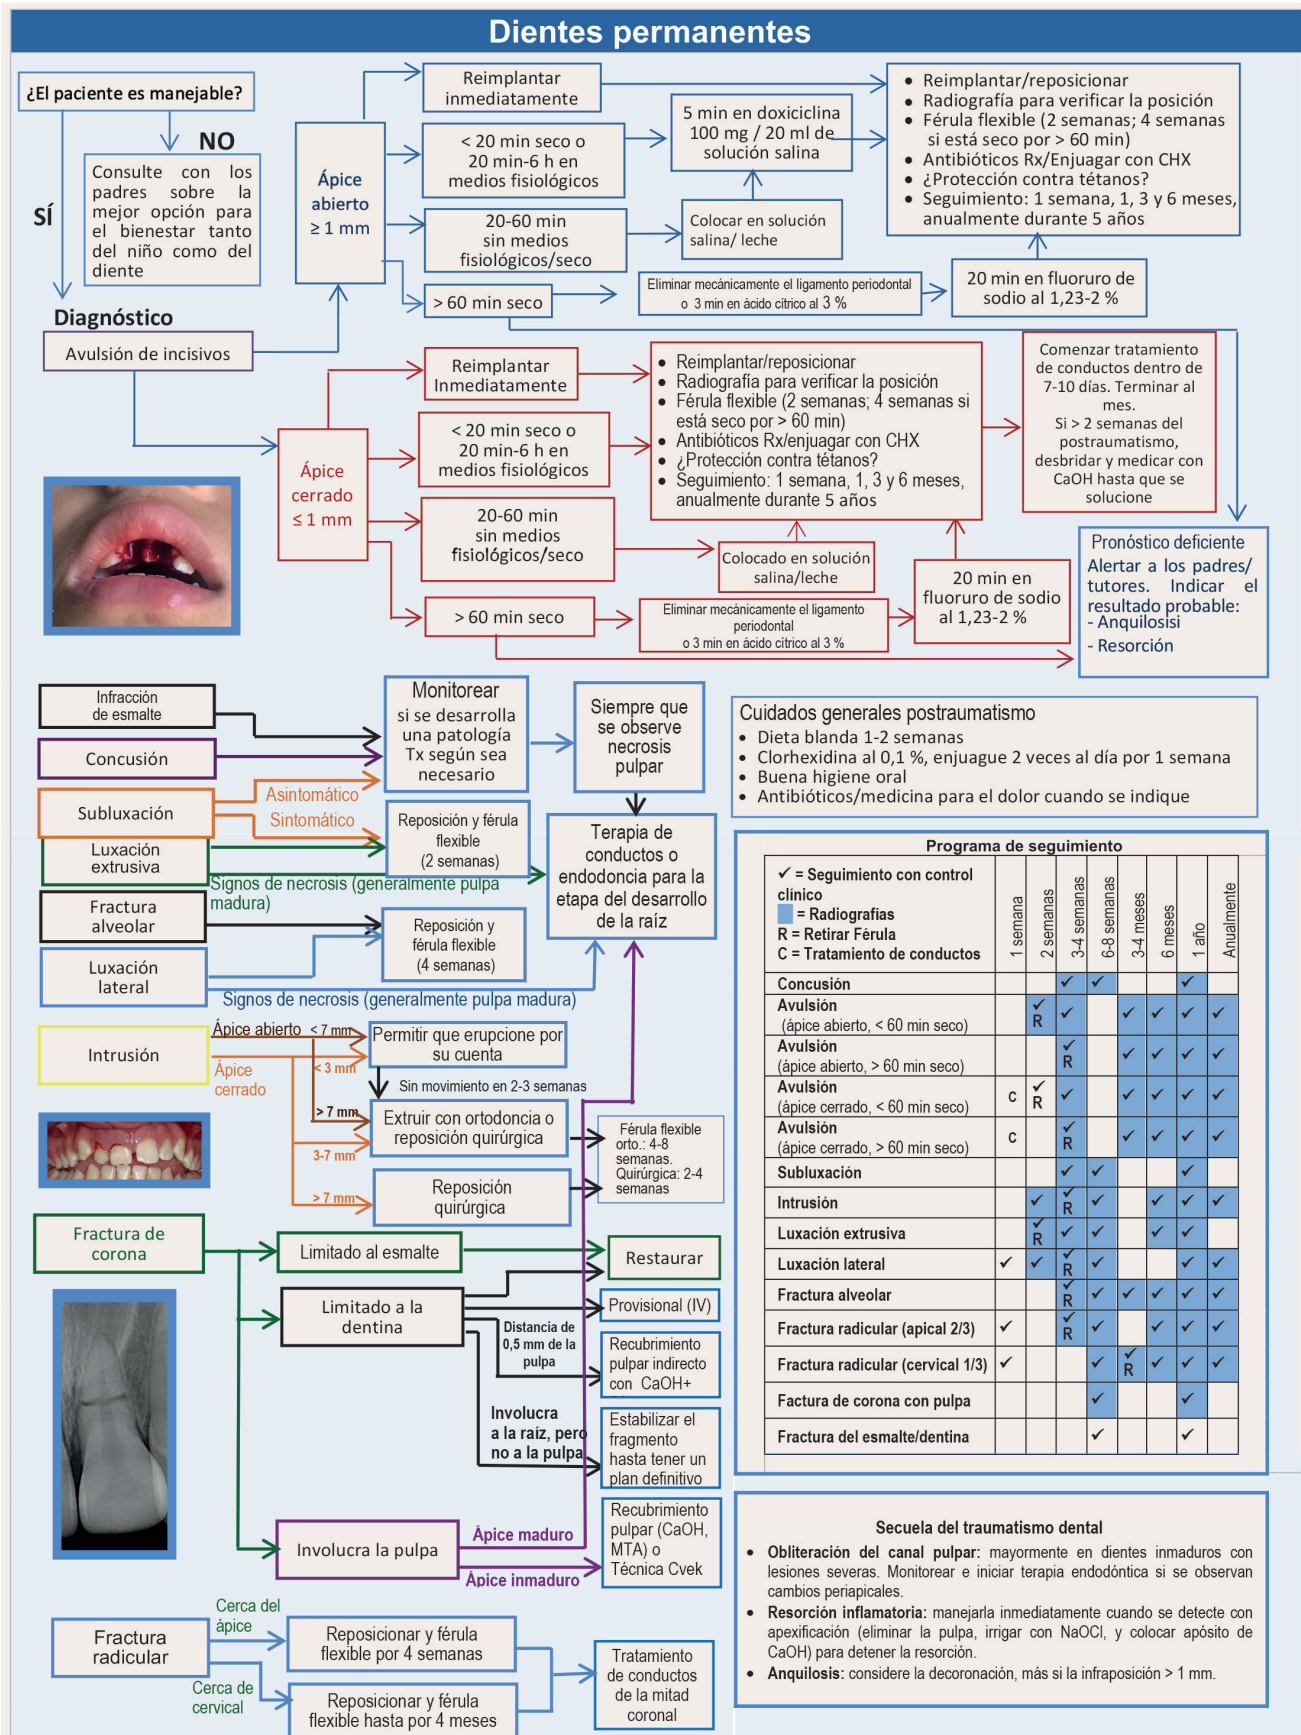 Dientes permanentes
¿El paciente es manejable?
NO
SÍ
Consulte con los
padres sobre la
mejor opción para
el bienestar tanto
del niño como del
diente
Diagnóstico
Avulsión de incisivos
Ápice
abierto
≥ 1 mm
Reimplantar
inmediatamente
< 20 min seco o
20 min-6 h en
medios fisiológicos
20-60 min
sin medios
fisiológicos/seco
> 60 min seco
5 min en doxiciclina
100 mg / 20 ml de
solución salina
Colocar en solución
salina/ leche
Eliminar mecánicamente el ligamento periodontal
o 3 min en ácido cítrico al 3 %
20 min en fluoruro de
sodio al 1,23-2 %
• Reimplantar/reposicionar
• Radiografía para verificar la posición
• Férula flexible (2 semanas; 4 semanas
si está seco por > 60 min)
• Antibióticos Rx/Enjuagar con CHX
• ¿Protección contra tétanos?
• Seguimiento: 1 semana, 1, 3 y 6 meses,
anualmente durante 5 años
Ápice
cerrado
≤ 1 mm
Reimplantar
Inmediatamente
< 20 min seco o
20 min-6 h en
medios fisiológicos
20-60 min
sin medios
fisiológicos/seco
> 60 min seco
• Reimplantar/reposicionar
• Radiografía para verificar la posición
• Férula flexible (2 semanas; 4 semanas si
está seco por > 60 min)
• Antibióticos Rx/enjuagar con CHX
• ¿Protección contra tétanos?
• Seguimiento: 1 semana, 1, 3 y 6 meses,
anualmente durante 5 años
Colocado en solución
salina/leche
Eliminar mecánicamente el ligamento
periodontal
o 3 min en ácido cítrico al 3 %
20 min en
fluoruro de sodio
al 1,23-2 %
Comenzar tratamiento
de conductos dentro de
7-10 días. Terminar al
mes.
Si > 2 semanas del
postraumatismo,
desbridar y medicar con
CaOH hasta que se
solucione
Pronóstico deficiente
Alertar a los padres/
tutores. Indicar el
resultado probable:
- Anquilosisi
- Resorción
Infracción
de esmalte
Concusión
Subluxación
Asintomático
Sintomático
Luxación
extrusiva
Signos de necrosis (generalmente pulpa
madura)
Fractura
alveolar
Luxación
lateral
Signos de necrosis (generalmente pulpa madura)
Monitorear
si se desarrolla
una patología
Tx según sea
necesario
Reposición y férula
flexible
(2 semanas)
Reposición y
férula flexible
(4 semanas)
Siempre que
se observe
necrosis
pulpar
Terapia de
conductos o
endodoncia para la
etapa del desarrollo
de la raíz
Intrusión
Ápice abierto
< 7 mm
Ápice
cerrado
< 3 mm
> 7 mm
3-7 mm
> 7 mm
Permitir que erupcione por
su cuenta
Sin movimiento en 2-3 semanas
Extruir con ortodoncia o
reposición quirúrgica
Reposición
quirúrgica
Férula flexible
orto.: 4-8
semanas.
Quirúrgica: 2-4
semanas
Fractura de
corona
Limitado al esmalte
Restaurar
Limitado a la
dentina
Provisional (IV)
Distancia de
0,5 mm de la
pulpa
Recubrimiento
pulpar indirecto
con CaOH+
Involucra
a la raíz, pero
no a la pulpa
Estabilizar el
fragmento
hasta tener un
plan definitivo
Involucra la pulpa
Ápice maduro
Ápice inmaduro
Recubrimiento
pulpar (CaOH,
MTA) o
Técnica Cvek
Fractura
radicular
Cerca del
ápice
Cerca de
cervical
Reposicionar y férula
flexible por 4 semanas
Reposicionar y férula
flexible hasta por 4 meses
Tratamiento
de conductos
de la mitad
coronal
Cuidados generales postraumatismo
• Dieta blanda 1-2 semanas
• Clorhexidina al 0,1 %, enjuague 2 veces al día por 1 semana
• Buena higiene oral
• Antibióticos/medicina para el dolor cuando se indique
Programa de seguimiento
✓ = Seguimiento con control
clínico
= Radiografías
R = Retirar Férula
C = Tratamiento de conductos
1 semana
2 semanas
3-4 semanas
6-8 semanas
3-4 meses
6 meses
1 año
Anualmente
Concusión ✓ ✓ ✓
Avulsión
(ápice abierto, < 60 min seco) ✓ R ✓ ✓ ✓ ✓ ✓
Avulsión
(ápice abierto, > 60 min seco) ✓ R ✓ ✓ ✓ ✓
Avulsión
(ápice cerrado, < 60 min seco) C ✓ R ✓ ✓ ✓ ✓ ✓
Avulsión
(ápice cerrado, > 60 min seco) C ✓ R ✓ ✓ ✓ ✓
Subluxación ✓ ✓ ✓
Intrusión ✓ ✓ R ✓ ✓ ✓ ✓
Luxación extrusiva ✓ R ✓ ✓ ✓ ✓
Luxación lateral ✓ ✓ ✓ R ✓ ✓ ✓
Fractura alveolar ✓ R ✓ ✓ ✓ ✓ ✓
Fractura radicular (apical 2/3) ✓ ✓ R ✓ ✓ ✓ ✓
Fractura radicular (cervical 1/3) ✓ ✓ ✓ R ✓ ✓ ✓
Factura de corona con pulpa ✓ ✓
Fractura del esmalte/dentina ✓ ✓
Secuela del traumatismo dental
• Obliteración del canal pulpar: mayormente en dientes inmaduros con
lesiones severas. Monitorear e iniciar terapia endodóntica si se observan
cambios periapicales.
• Resorción inflamatoria: manejarla inmediatamente cuando se detecte con
apexificación (eliminar la pulpa, irrigar con NaOCl, y colocar apósito de
CaOH) para detener la resorción.
• Anquilosis: considere la decoronación, más si la infraposición > 1 mm.